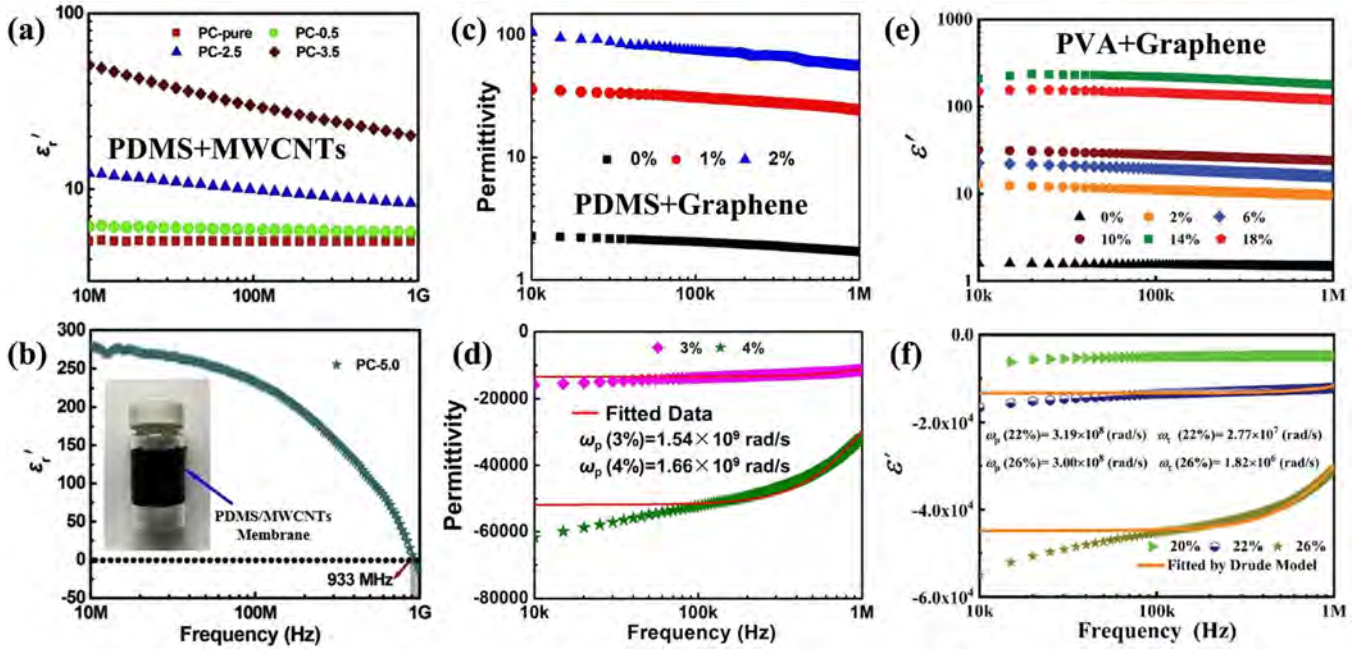 (a)
100
10
PC-pure PC-0.5
PC-2.5 PC-3.5
PDMS+MWCNTs
εr′
10M 100M 1G
(b)
300
250
200
150
100
50
0
-50
PC-5.0
PDMS/MWCNTs
Membrane
933 MHz
εr′
10M 100M 1G
Frequency (Hz)
(c)
100
10
1
Permittivity
0% 1% 2%
PDMS+Graphene
10k 100k 1M
(d)
0
-20000
-40000
-60000
-80000
Permittivity
3% 4%
Fitted Data
ωp (3%)=1.54×10⁹ rad/s
ωp (4%)=1.66×10⁹ rad/s
10k 100k 1M
Frequency (Hz)
(e)
1000
100
10
1
ε′
PVA+Graphene
0% 2% 6%
10% 14% 18%
10k 100k 1M
(f)
0.0
-2.0x10⁴
-4.0x10⁴
-6.0x10⁴
ε′
ωp (22%)= 3.19×10⁸ (rad/s) ωτ (22%)= 2.77×10⁷ (rad/s)
ωp (26%)= 3.00×10⁸ (rad/s) ωτ (26%)= 1.82×10⁶ (rad/s)
20% 22% 26%
Fitted by Drude Model
10k 100k 1M
Frequency (Hz)